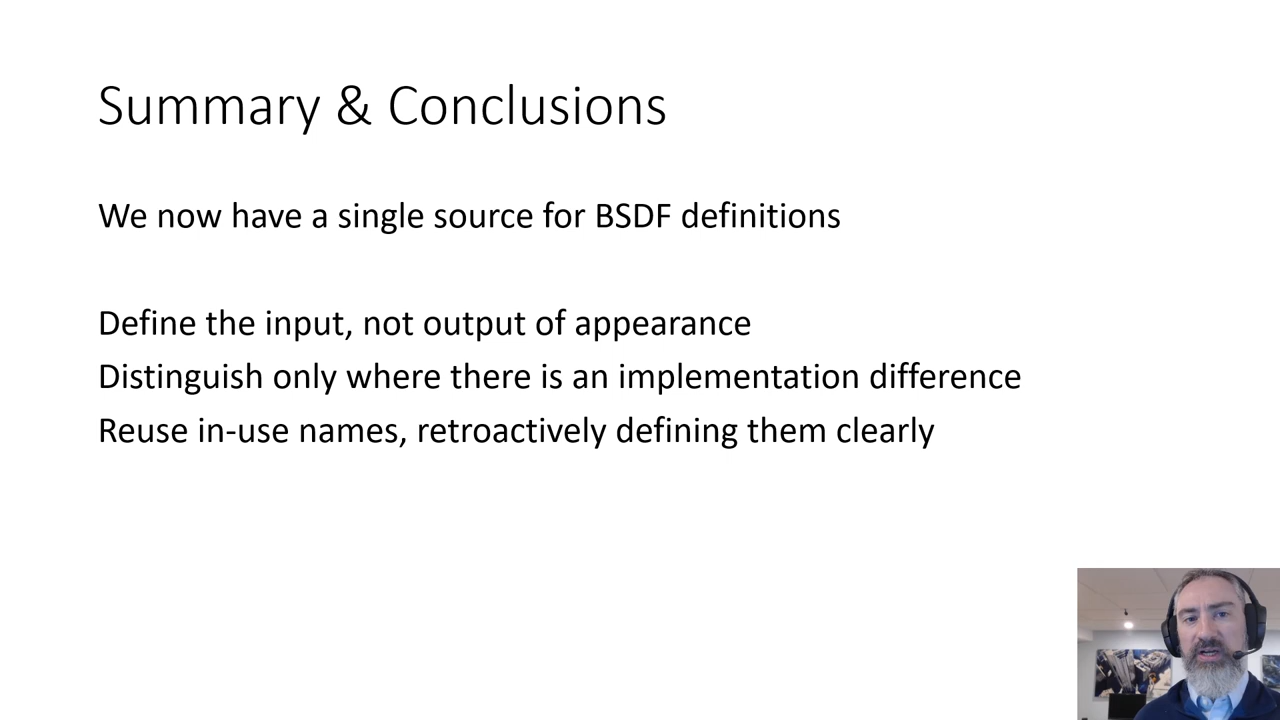 Summary & Conclusions
We now have a single source for BSDF definitions
Define the input, not output of appearance
Distinguish only where there is an implementation difference
Reuse in-use names, retroactively defining them clearly